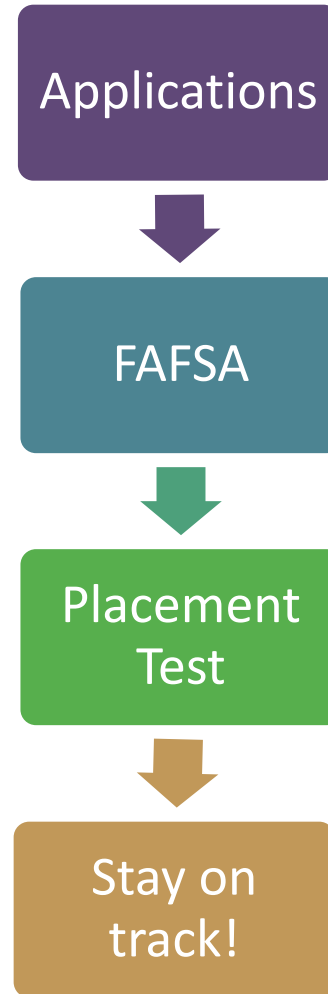 Applications
FAFSA
Placement
Test
Stay on
track!